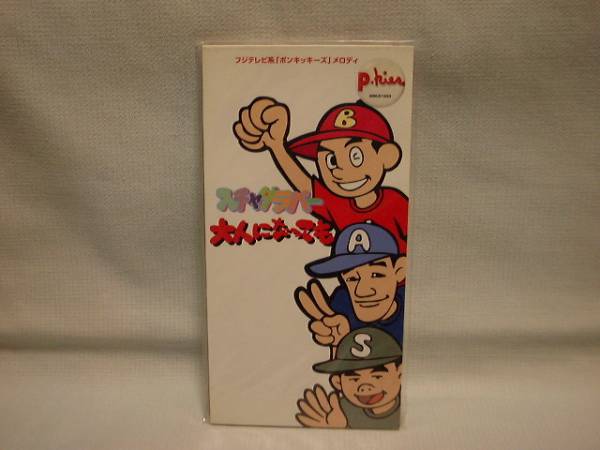 フジテレビ系「ポンキッキーズ」メロディ
p.kies
スチャダラパー
大人になっても
B
A
S